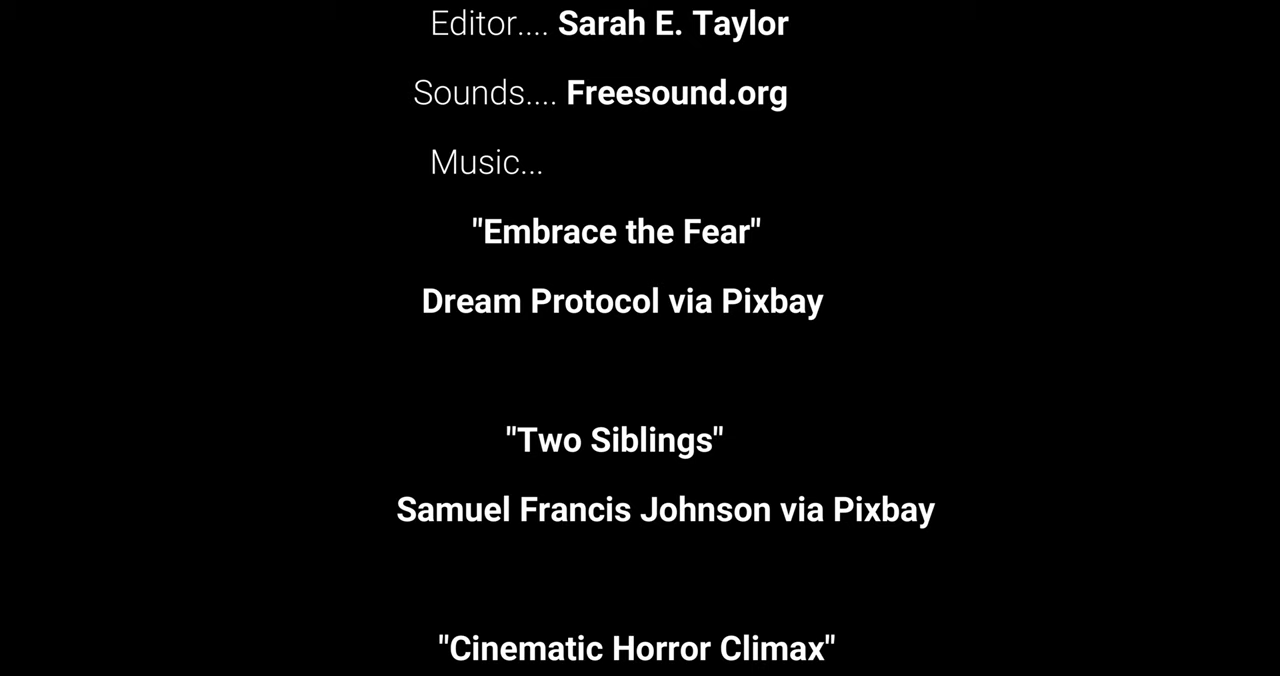 Editor.... Sarah E. Taylor
Sounds.... Freesound.org
Music...
"Embrace the Fear"
Dream Protocol via Pixbay
"Two Siblings"
Samuel Francis Johnson via Pixbay
"Cinematic Horror Climax"